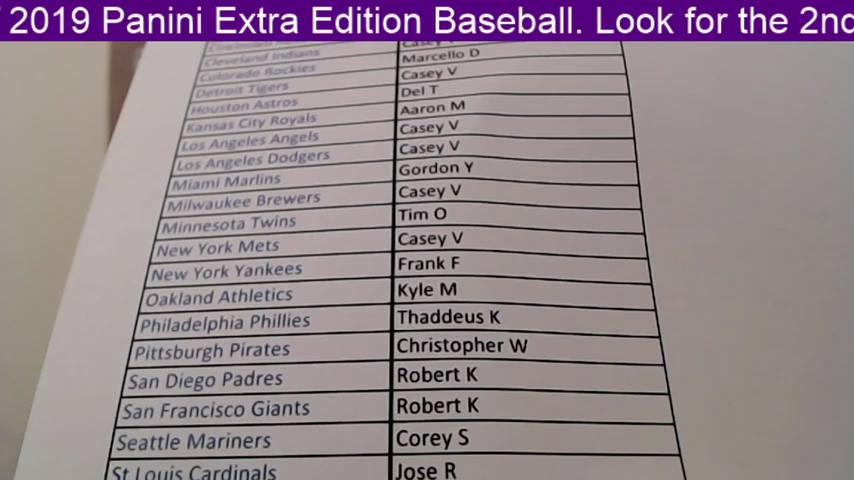 2019 Panini Extra Edition Baseball. Look for the 2nd
Cleveland Indians Casey
Colorado Rockies Marcello D
Detroit Tigers Casey V
Houston Astros Del T
Kansas City Royals Aaron M
Los Angeles Angels Casey V
Los Angeles Dodgers Casey V
Miami Marlins Gordon Y
Milwaukee Brewers Casey V
Minnesota Twins Tim O
New York Mets Casey V
New York Yankees Frank F
Oakland Athletics Kyle M
Philadelphia Phillies Thaddeus K
Pittsburgh Pirates Christopher W
San Diego Padres Robert K
San Francisco Giants Robert K
Seattle Mariners Corey S
St Louis Cardinals Jose R